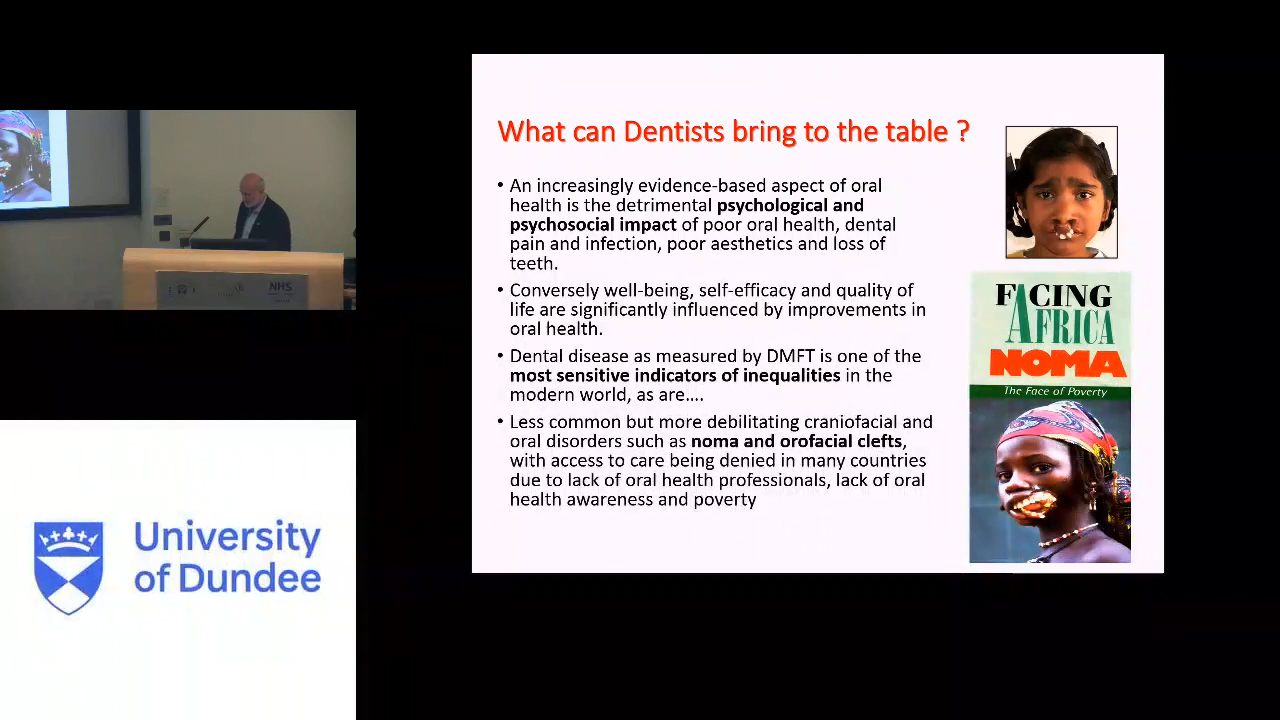 What can Dentists bring to the table ?
• An increasingly evidence-based aspect of oral
health is the detrimental psychological and
psychosocial impact of poor oral health, dental
pain and infection, poor aesthetics and loss of
teeth.
• Conversely well-being, self-efficacy and quality of
life are significantly influenced by improvements in
oral health.
• Dental disease as measured by DMFT is one of the
most sensitive indicators of inequalities in the
modern world, as are....
• Less common but more debilitating craniofacial and
oral disorders such as noma and orofacial clefts,
with access to care being denied in many countries
due to lack of oral health professionals, lack of oral
health awareness and poverty
FACING
AFRICA
NOMA
The Face of Poverty
NHS
University
of Dundee